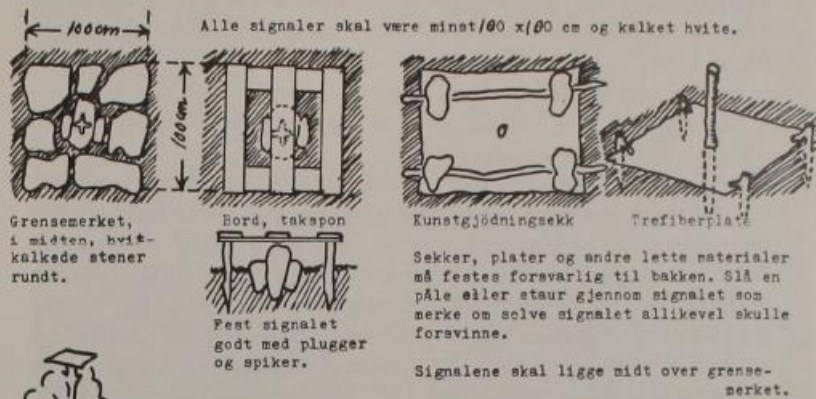 Alle signaler skal være minst 100 x 100 cm og kalket hvite.
100cm
100cm
Grensemerket,
i midten, hvit-
kalkede stener
rundt.
Bord, takspon
Fest signalet
godt med plugger
og spiker.
Kunstgjödningsekk
Trefiberplate
Sekker, plater og andre lette materialer
må festes forsvarlig til bakken. Slå en
påle eller staur gjennom signalet som
merke om selve signalet allikevel skulle
forsvinne.
Signalene skal ligge midt over grense-
merket.